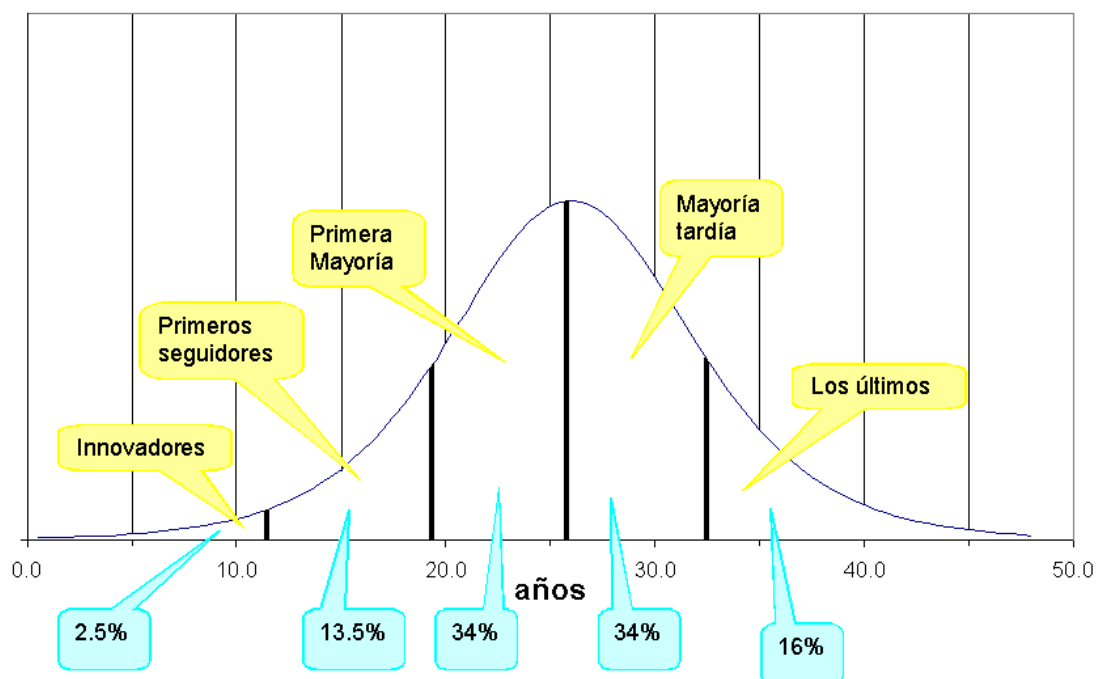 Mayoría
tardía
Primera
Mayoría
Primeros
seguidores
Los últimos
Innovadores
0.0
10.0
20.0
30.0
40.0
50.0
años
2.5%
13.5%
34%
34%
16%